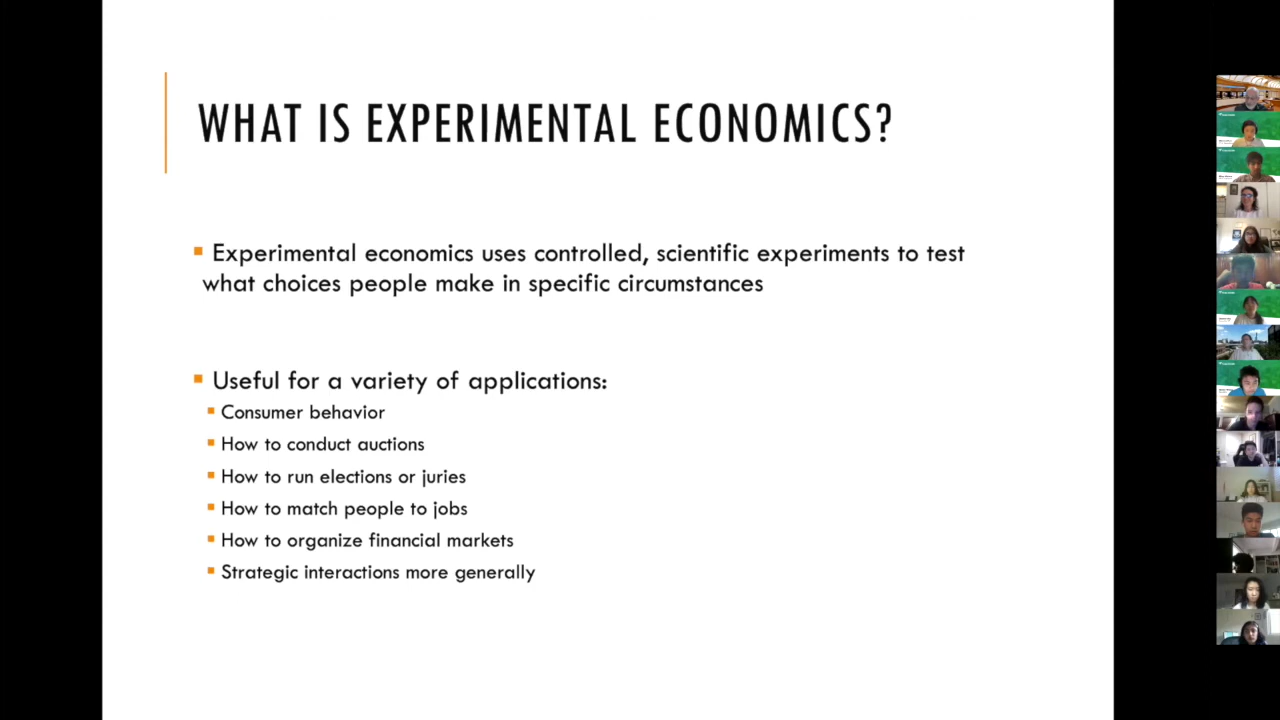 WHAT IS EXPERIMENTAL ECONOMICS?
Experimental economics uses controlled, scientific experiments to test
what choices people make in specific circumstances
Useful for a variety of applications:
Consumer behavior
How to conduct auctions
How to run elections or juries
How to match people to jobs
How to organize financial markets
Strategic interactions more generally